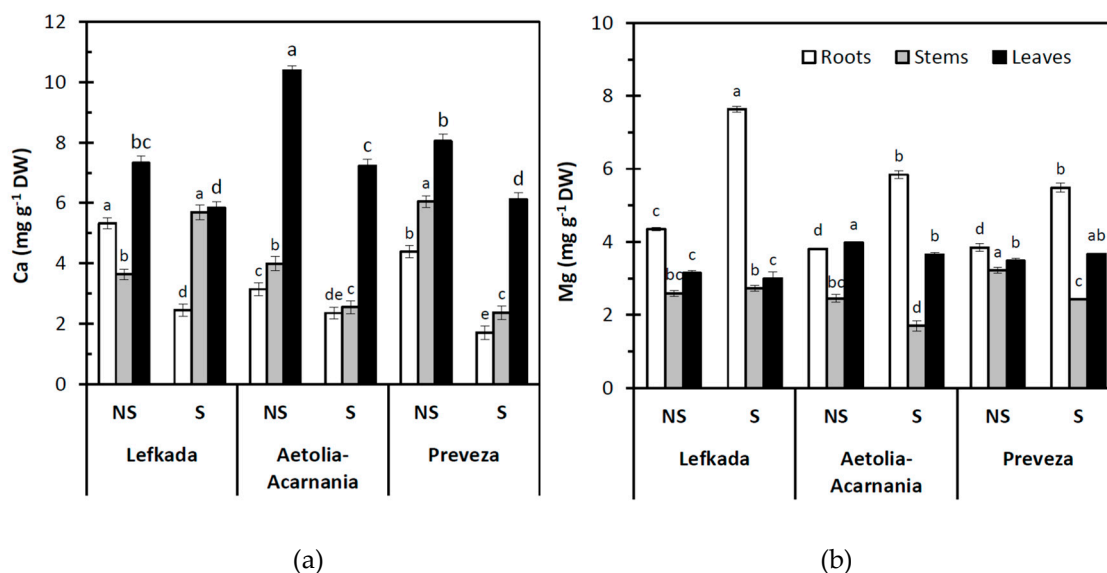 12
10
8
6
4
2
0
Ca (mg g⁻¹ DW)
bc
a
b
a
b
d
a
d
a
c
b
c
de
c
b
a
b
d
e
c
NS S NS S NS S
Lefkada Aetolia- Preveza
Acarnania
(a)
10
8
6
4
2
0
Mg (mg g⁻¹ DW)
Roots Stems Leaves
c
bc
c
a
b
c
d
bc
a
b
d
b
d
a
b
b
c
ab
NS S NS S NS S
Lefkada Aetolia- Preveza
Acarnania
(b)